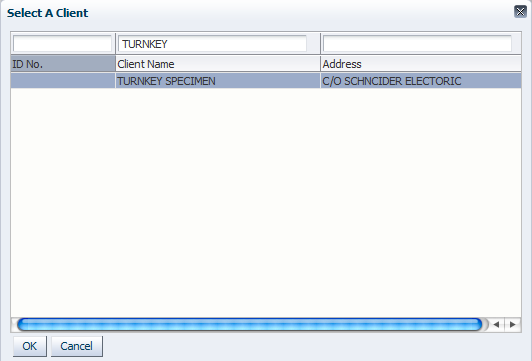 Select A Client
TURNKEY
ID No. Client Name Address
TURNKEY SPECIMEN C/O SCHNCIDER ELECTORIC
OK Cancel